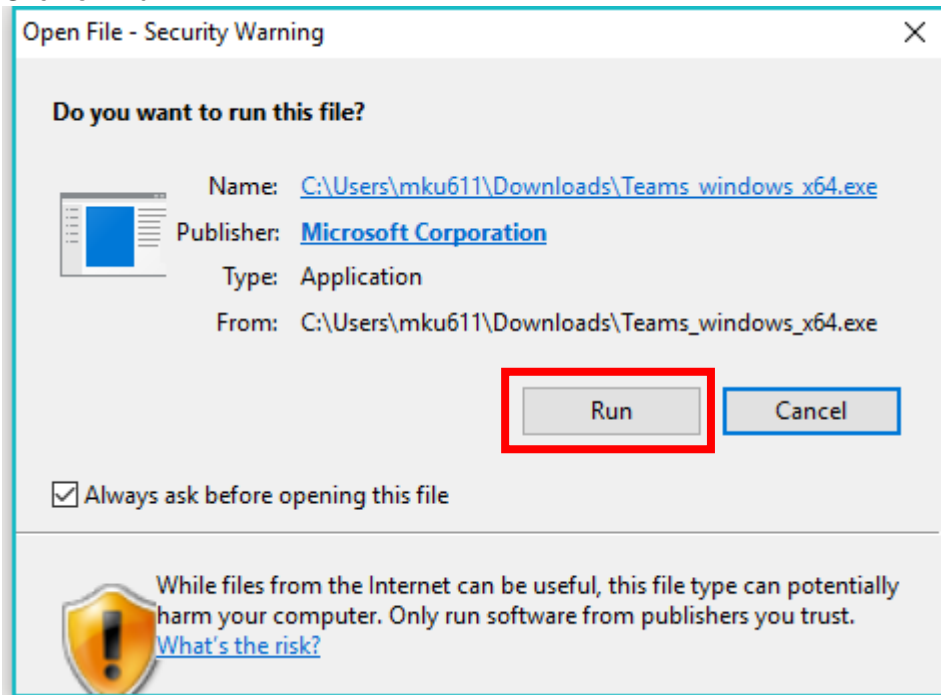 Open File - Security Warning
Do you want to run this file?
Name: C:\Users\mku611\Downloads\Teams_windows_x64.exe
Publisher: Microsoft Corporation
Type: Application
From: C:\Users\mku611\Downloads\Teams_windows_x64.exe
Run Cancel
Always ask before opening this file
While files from the Internet can be useful, this file type can potentially
harm your computer. Only run software from publishers you trust.
What's the risk?